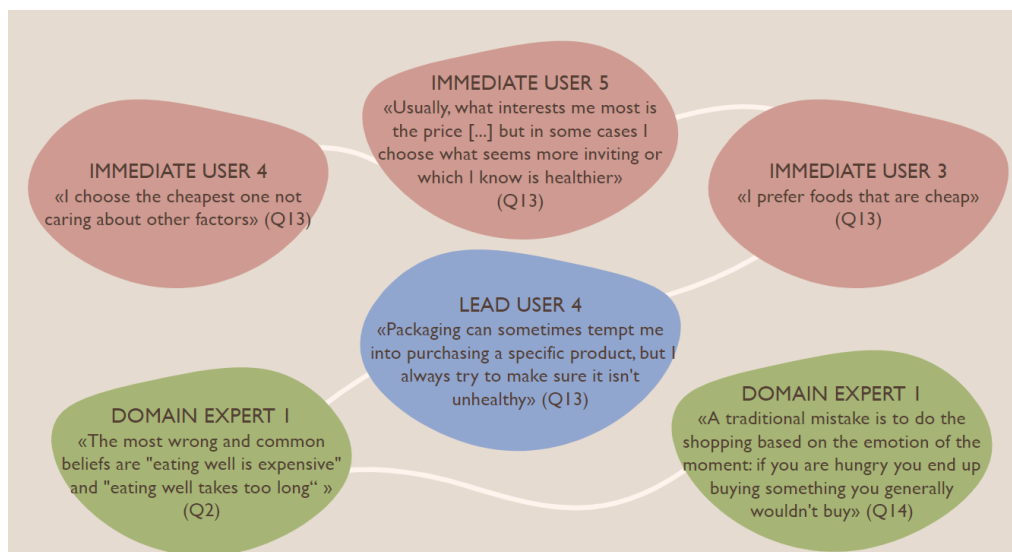 IMMEDIATE USER 5
«Usually, what interests me most is
the price [...] but in some cases I
choose what seems more inviting or
which I know is healthier»
(Q13)
IMMEDIATE USER 4
«I choose the cheapest one not
caring about other factors» (Q13)
IMMEDIATE USER 3
«I prefer foods that are cheap»
(Q13)
LEAD USER 4
«Packaging can sometimes tempt me
into purchasing a specific product, but I
always try to make sure it isn't
unhealthy» (Q13)
DOMAIN EXPERT 1
«The most wrong and common
beliefs are "eating well is expensive"
and "eating well takes too long“ »
(Q2)
DOMAIN EXPERT 1
«A traditional mistake is to do the
shopping based on the emotion of the
moment: if you are hungry you end up
buying something you generally
wouldn't buy» (Q14)